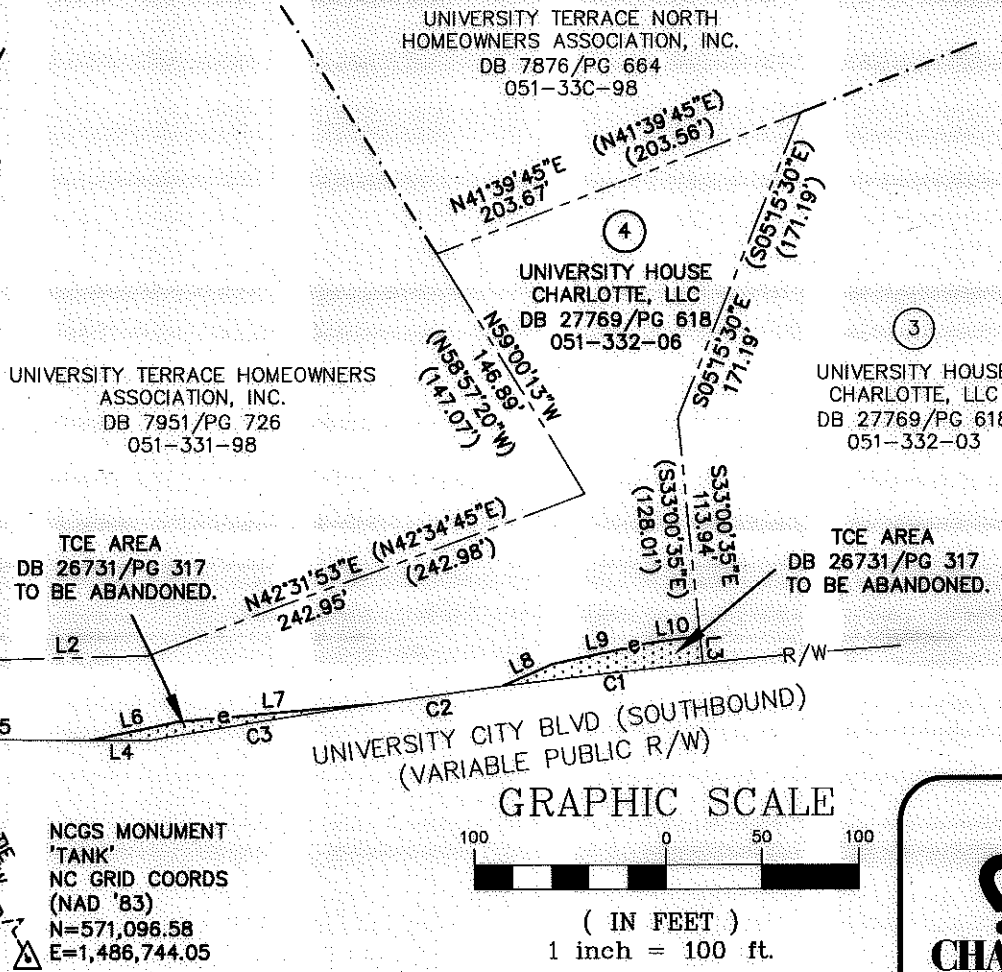 UNIVERSITY TERRACE NORTH
HOMEOWNERS ASSOCIATION, INC.
DB 7876/PG 664
051-33C-98
(N41°39'45"E)
(203.56')
N41°39'45"E
203.67'
(S05°15'30"E)
(171.19')
S05°15'30"E
171.19'
4
UNIVERSITY HOUSE
CHARLOTTE, LLC
DB 27769/PG 618
051-332-06
N59°00'13"W
146.89'
(N58°57'20"W)
(147.07')
3
UNIVERSITY HOUSE
CHARLOTTE, LLC
DB 27769/PG 618
051-332-03
UNIVERSITY TERRACE HOMEOWNERS
ASSOCIATION, INC.
DB 7951/PG 726
051-331-98
S33°00'35"E
113.94'
(S33°00'35"E)
(128.01')
N42°31'53"E (N42°34'45"E)
242.95' (242.98')
TCE AREA
DB 26731/PG 317
TO BE ABANDONED.
TCE AREA
DB 26731/PG 317
TO BE ABANDONED.
L2
L8
L9
e
L10
L3
C1
R/W
5
L6
e
L7
L4
C3
C2
UNIVERSITY CITY BLVD (SOUTHBOUND)
(VARIABLE PUBLIC R/W)
GRAPHIC SCALE
100 0 50 100
( IN FEET )
1 inch = 100 ft.
NCGS MONUMENT
'TANK'
NC GRID COORDS
(NAD '83)
N=571,096.58
E=1,486,744.05
CHA